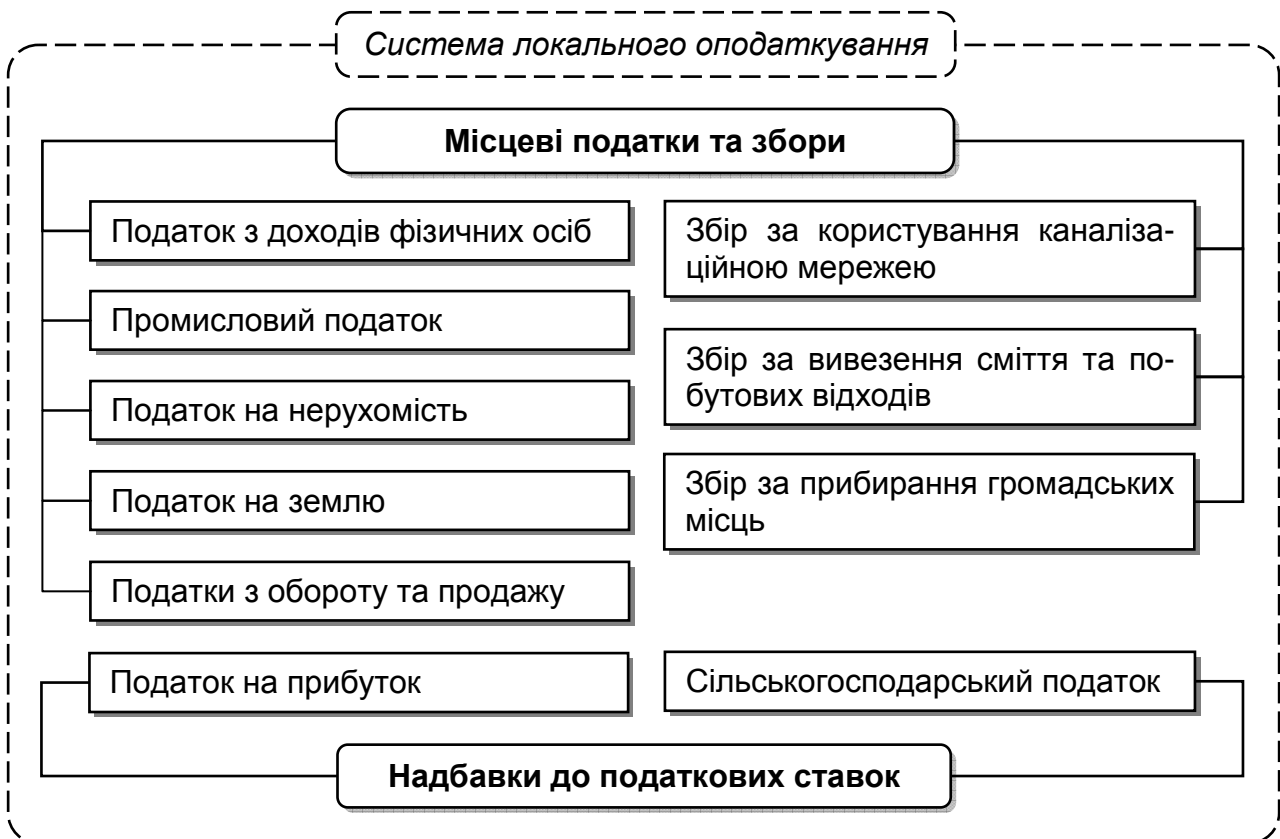 Система локального оподаткування
Місцеві податки та збори
Податок з доходів фізичних осіб
Промисловий податок
Податок на нерухомість
Податок на землю
Податки з обороту та продажу
Збір за користування каналіза-
ційною мережею
Збір за вивезення сміття та по-
бутових відходів
Збір за прибирання громадських
місць
Податок на прибуток
Сільськогосподарський податок
Надбавки до податкових ставок